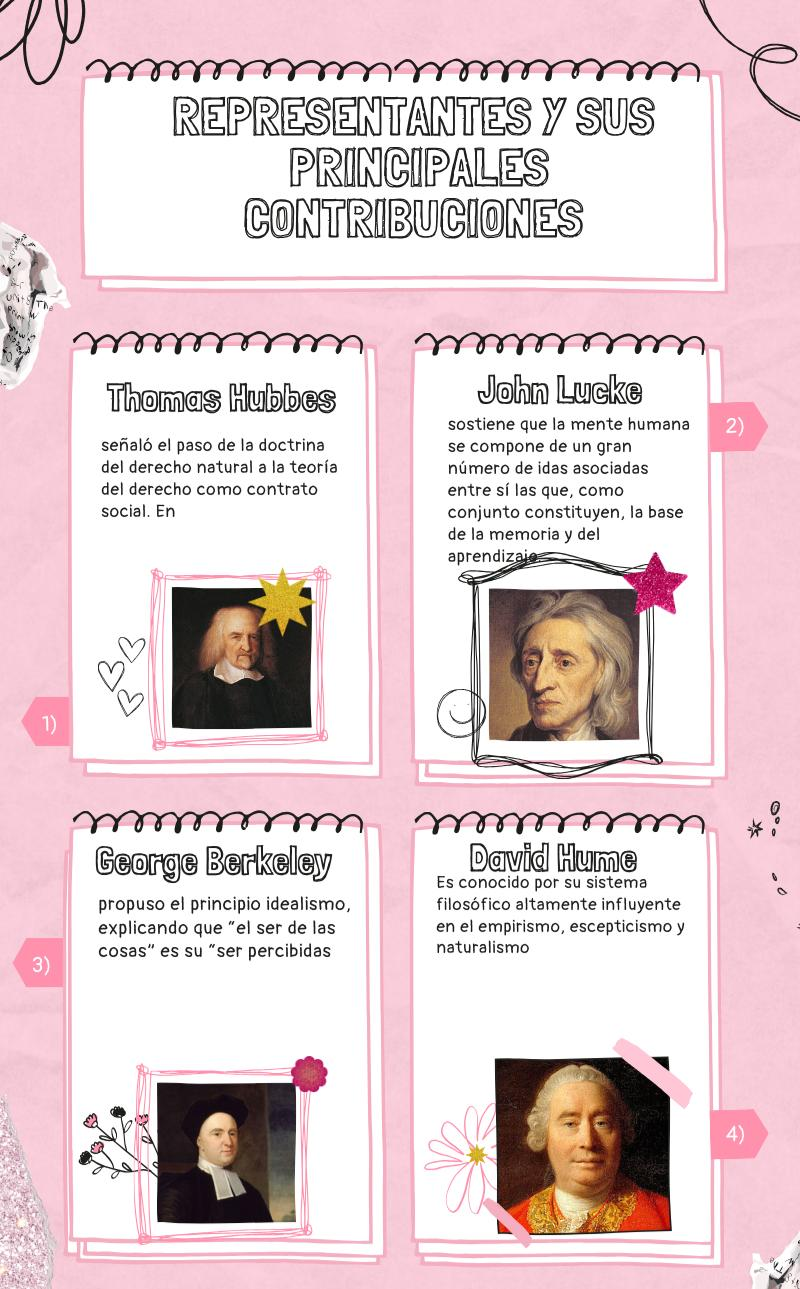 REPRESENTANTES Y SUS
PRINCIPALES
CONTRIBUCIONES
Thomas Hubbes
señaló el paso de la doctrina
del derecho natural a la teoría
del derecho como contrato
social. En
1)
John Lucke
2)
sostiene que la mente humana
se compone de un gran
número de idas asociadas
entre sí las que, como
conjunto constituyen, la base
de la memoria y del
aprendizaje
George Berkeley
propuso el principio idealismo,
explicando que “el ser de las
cosas” es su “ser percibidas
3)
David Hume
Es conocido por su sistema
filosófico altamente influyente
en el empirismo, escepticismo y
naturalismo
4)